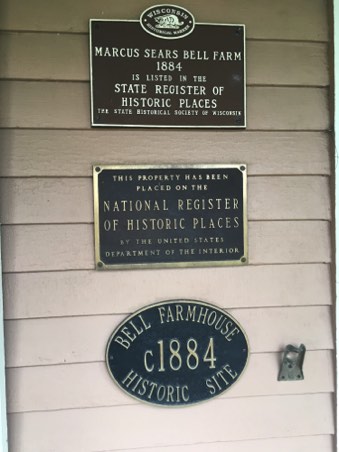 WISCONSIN
HISTORICAL MARKER
MARCUS SEARS BELL FARM
1884
IS LISTED IN THE
STATE REGISTER OF
HISTORIC PLACES
THE STATE HISTORICAL SOCIETY OF WISCONSIN
THIS PROPERTY HAS BEEN
PLACED ON THE
NATIONAL REGISTER
OF HISTORIC PLACES
BY THE UNITED STATES
DEPARTMENT OF THE INTERIOR
BELL FARMHOUSE
c1884
HISTORIC SITE